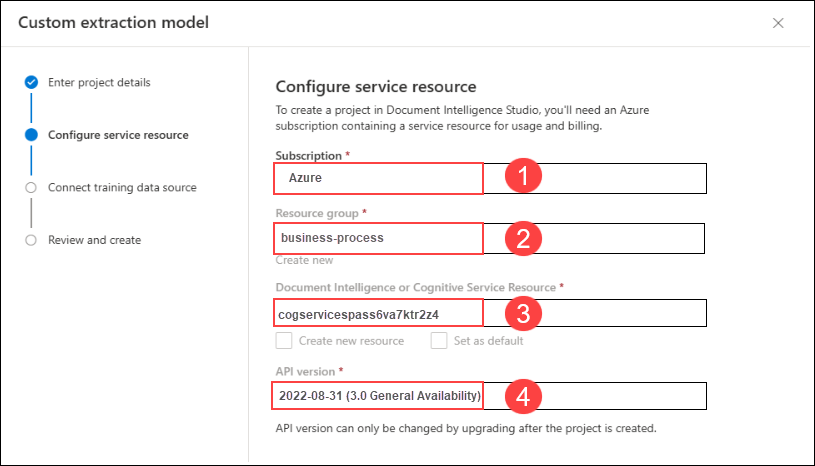 Custom extraction model
Enter project details
Configure service resource
Connect training data source
Review and create
Configure service resource
To create a project in Document Intelligence Studio, you'll need an Azure
subscription containing a service resource for usage and billing.
Subscription *
Azure
1
Resource group *
business-process
2
Create new
Document Intelligence or Cognitive Service Resource *
cogservicespass6va7ktr2z4
3
Create new resource
Set as default
API version *
2022-08-31 (3.0 General Availability)
4
API version can only be changed by upgrading after the project is created.